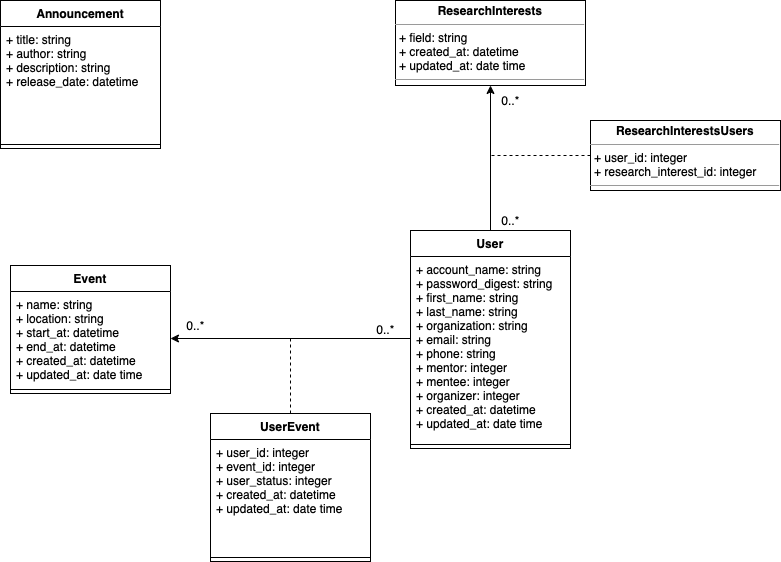 Announcement
+ title: string
+ author: string
+ description: string
+ release_date: datetime
ResearchInterests
+ field: string
+ created_at: datetime
+ updated_at: date time
0..*
ResearchInterestsUsers
+ user_id: integer
+ research_interest_id: integer
0..*
User
+ account_name: string
+ password_digest: string
+ first_name: string
+ last_name: string
+ organization: string
+ email: string
+ phone: string
+ mentor: integer
+ mentee: integer
+ organizer: integer
+ created_at: datetime
+ updated_at: date time
Event
+ name: string
+ location: string
+ start_at: datetime
+ end_at: datetime
+ created_at: datetime
+ updated_at: date time
0..*
0..*
UserEvent
+ user_id: integer
+ event_id: integer
+ user_status: integer
+ created_at: datetime
+ updated_at: date time